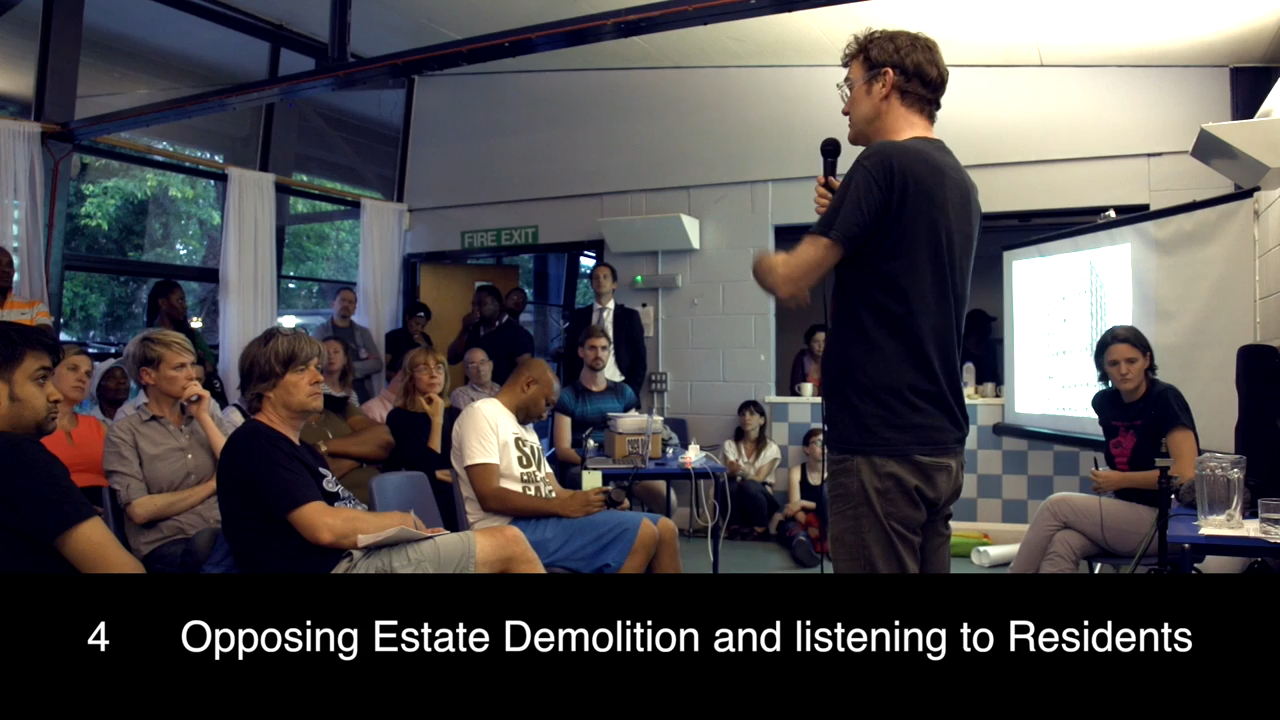 FIRE EXIT
4 Opposing Estate Demolition and listening to Residents